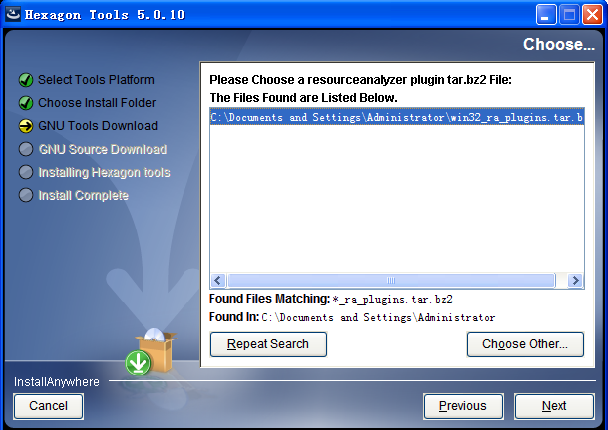 Hexagon Tools 5.0.10
Choose...
Select Tools Platform
Choose Install Folder
GNU Tools Download
GNU Source Download
Installing Hexagon tools
Install Complete
Please Choose a resourceanalyzer plugin tar.bz2 File:
The Files Found are Listed Below.
C:\Documents and Settings\Administrator\win32_ra_plugins.tar.b
Found Files Matching: *_ra_plugins.tar.bz2
Found In: C:\Documents and Settings\Administrator
Repeat Search
Choose Other...
InstallAnywhere
Cancel
Previous
Next